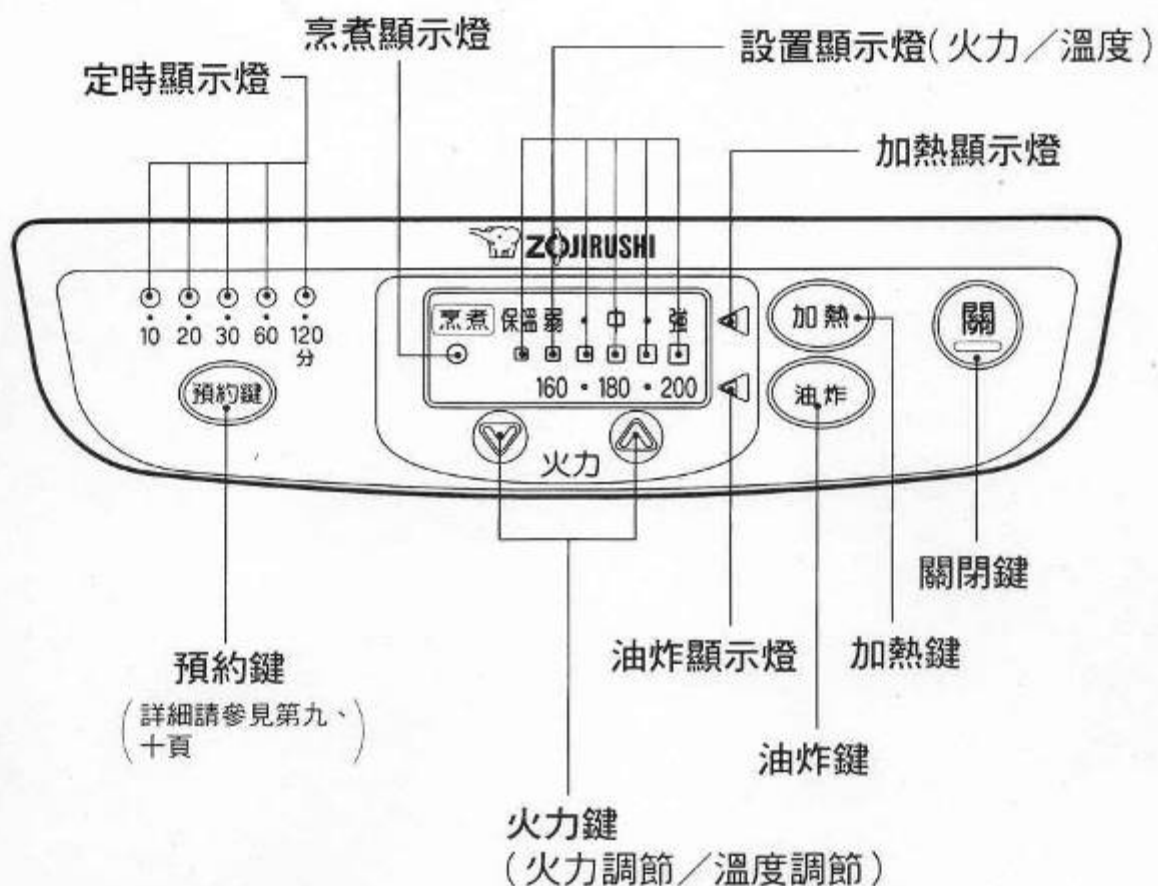 烹煮顯示燈
設置顯示燈(火力／溫度)
定時顯示燈
加熱顯示燈
ZOJIRUSHI
烹煮 保溫 弱 · 中 · 強
加熱
關
10 20 30 60 120
分
160 · 180 · 200
油炸
預約鍵
火力
關閉鍵
預約鍵
油炸顯示燈
加熱鍵
(詳細請參見第九、
十頁)
油炸鍵
火力鍵
(火力調節／溫度調節)